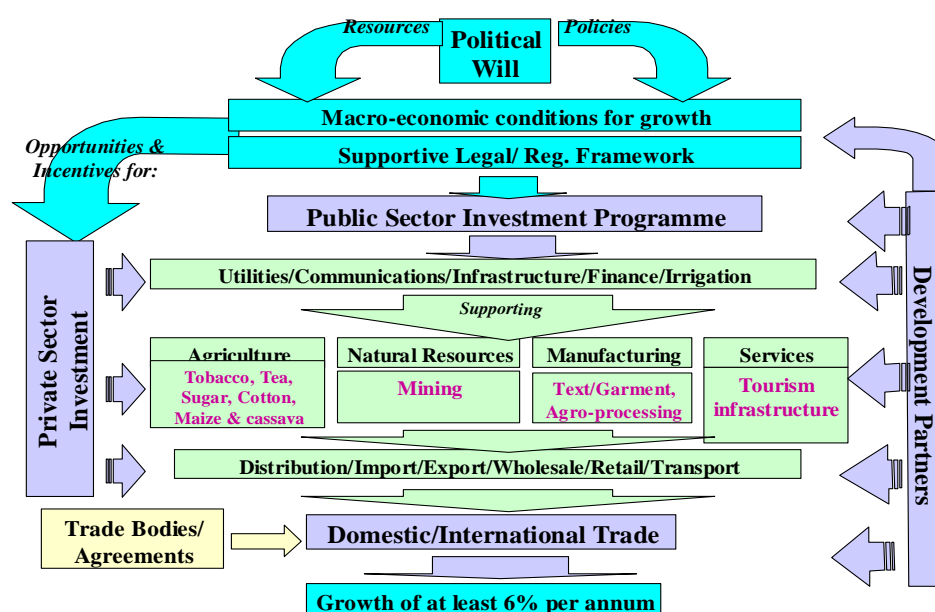 Resources
Political
Will
Policies
Macro-economic conditions for growth
Opportunities &
Incentives for:
Supportive Legal/ Reg. Framework
Public Sector Investment Programme
Utilities/Communications/Infrastructure/Finance/Irrigation
Supporting
Private Sector
Investment
Development Partners
Agriculture
Tobacco, Tea,
Sugar, Cotton,
Maize & cassava
Natural Resources
Mining
Manufacturing
Text/Garment,
Agro-processing
Services
Tourism
infrastructure
Distribution/Import/Export/Wholesale/Retail/Transport
Trade Bodies/
Agreements
Domestic/International Trade
Growth of at least 6% per annum